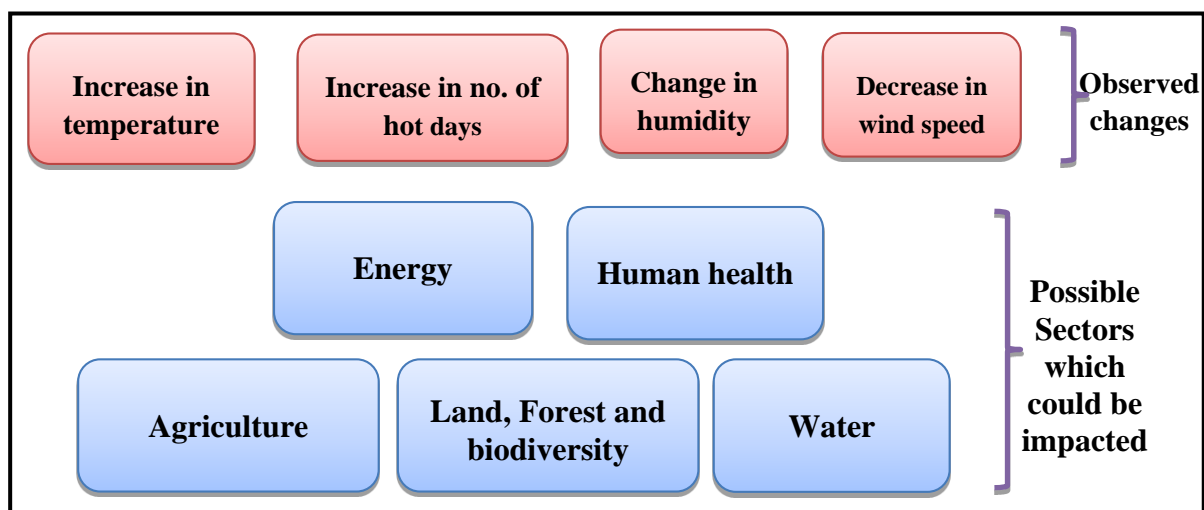 Increase in
temperature
Increase in no. of
hot days
Change in
humidity
Decrease in
wind speed
Observed
changes
Energy
Human health
Agriculture
Land, Forest and
biodiversity
Water
Possible
Sectors
which
could be
impacted